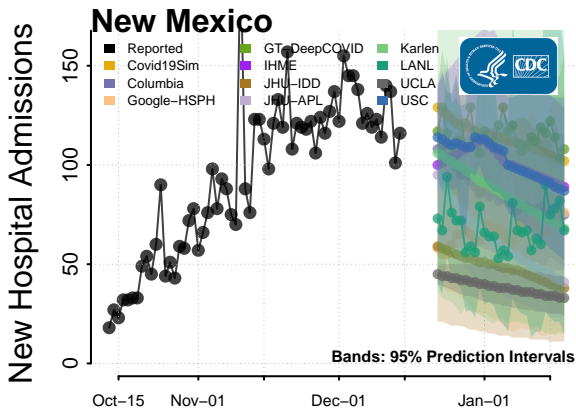 New Mexico
New Hospital Admissions
0
50
100
150
Reported
Covid19Sim
Columbia
Google−HSPH
GT−DeepCOVID
IHME
JHU−IDD
JHU−APL
Karlen
LANL
UCLA
USC
CDC
Bands: 95% Prediction Intervals
Oct−15 Nov−01 Dec−01 Jan−01